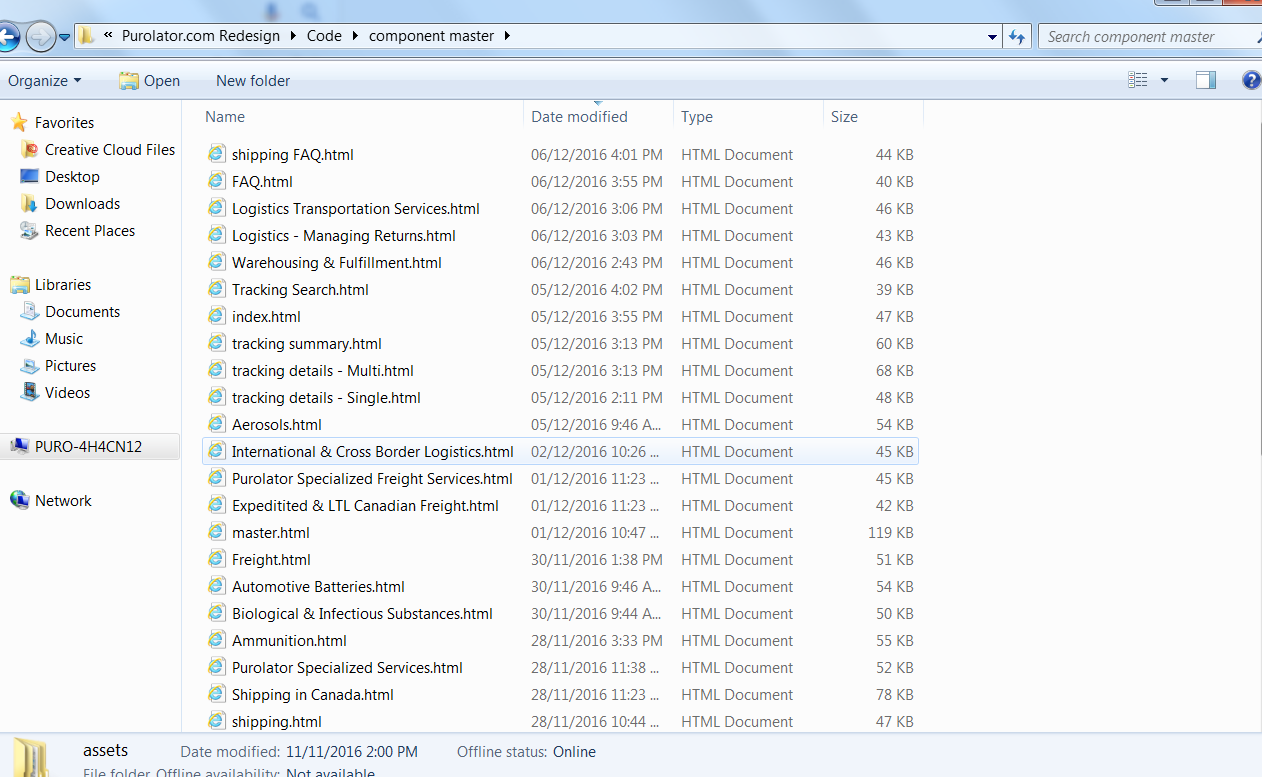 « Purolator.com Redesign Code component master Search component master
Organize Open New folder
Favorites
Creative Cloud Files
Desktop
Downloads
Recent Places
Libraries
Documents
Music
Pictures
Videos
PURO-4H4CN12
Network
Name Date modified Type Size
shipping FAQ.html 06/12/2016 4:01 PM HTML Document 44 KB
FAQ.html 06/12/2016 3:55 PM HTML Document 40 KB
Logistics Transportation Services.html 06/12/2016 3:06 PM HTML Document 46 KB
Logistics - Managing Returns.html 06/12/2016 3:03 PM HTML Document 43 KB
Warehousing & Fulfillment.html 06/12/2016 2:43 PM HTML Document 46 KB
Tracking Search.html 05/12/2016 4:02 PM HTML Document 39 KB
index.html 05/12/2016 3:55 PM HTML Document 47 KB
tracking summary.html 05/12/2016 3:13 PM HTML Document 60 KB
tracking details - Multi.html 05/12/2016 3:13 PM HTML Document 68 KB
tracking details - Single.html 05/12/2016 2:11 PM HTML Document 48 KB
Aerosols.html 05/12/2016 9:46 A... HTML Document 54 KB
International & Cross Border Logistics.html 02/12/2016 10:26 ... HTML Document 45 KB
Purolator Specialized Freight Services.html 01/12/2016 11:23 ... HTML Document 45 KB
Expeditited & LTL Canadian Freight.html 01/12/2016 11:23 ... HTML Document 42 KB
master.html 01/12/2016 10:47 ... HTML Document 119 KB
Freight.html 30/11/2016 1:38 PM HTML Document 51 KB
Automotive Batteries.html 30/11/2016 9:46 A... HTML Document 54 KB
Biological & Infectious Substances.html 30/11/2016 9:44 A... HTML Document 50 KB
Ammunition.html 28/11/2016 3:33 PM HTML Document 55 KB
Purolator Specialized Services.html 28/11/2016 11:38 ... HTML Document 52 KB
Shipping in Canada.html 28/11/2016 11:23 ... HTML Document 78 KB
shipping.html 28/11/2016 10:44 ... HTML Document 47 KB
assets Date modified: 11/11/2016 2:00 PM Offline status: Online
File folder Offline availability: Not available